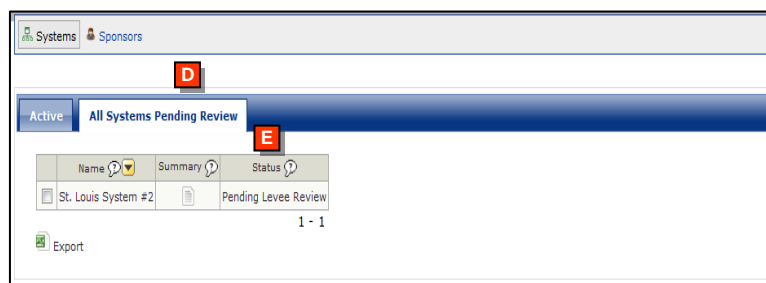 Systems Sponsors
D
Active All Systems Pending Review
E
Name ? Summary ? Status ?
St. Louis System #2 Pending Levee Review
1 - 1
Export